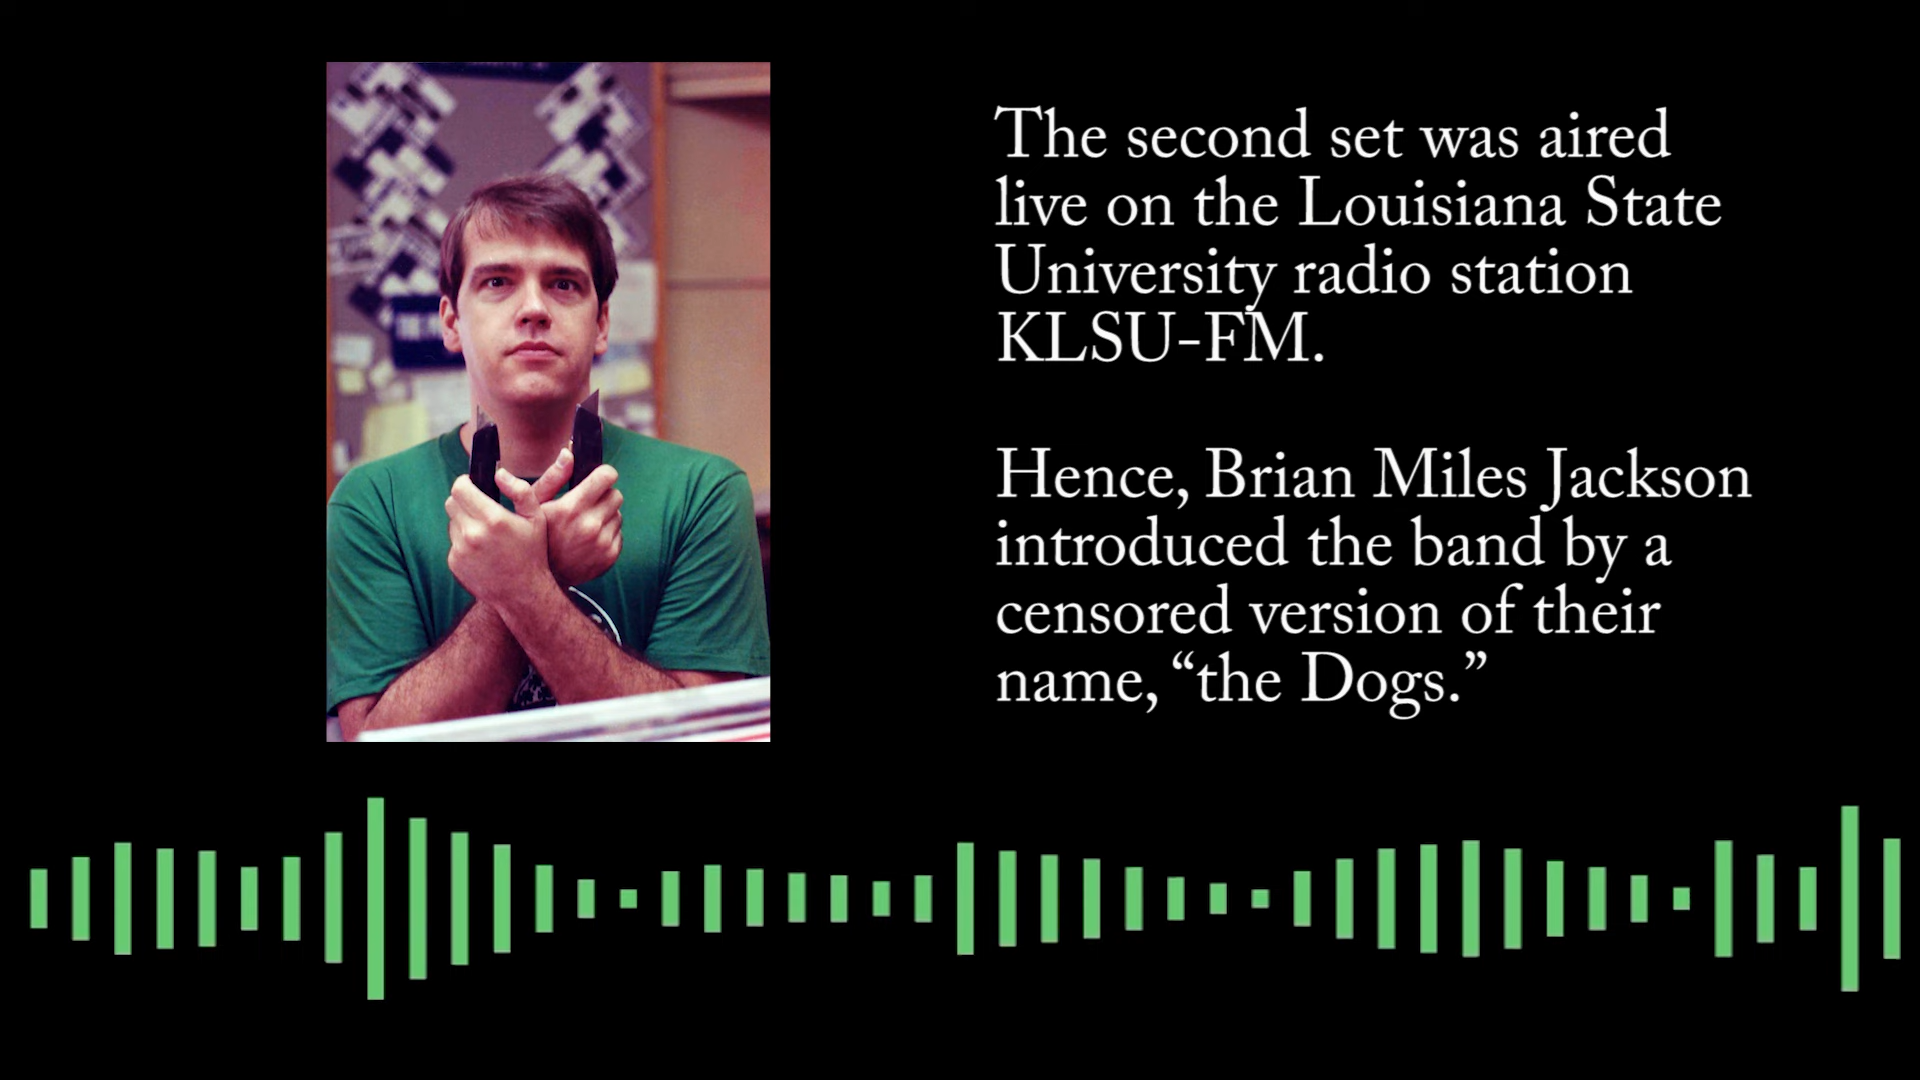 The second set was aired
live on the Louisiana State
University radio station
KLSU-FM.
Hence, Brian Miles Jackson
introduced the band by a
censored version of their
name, “the Dogs.”